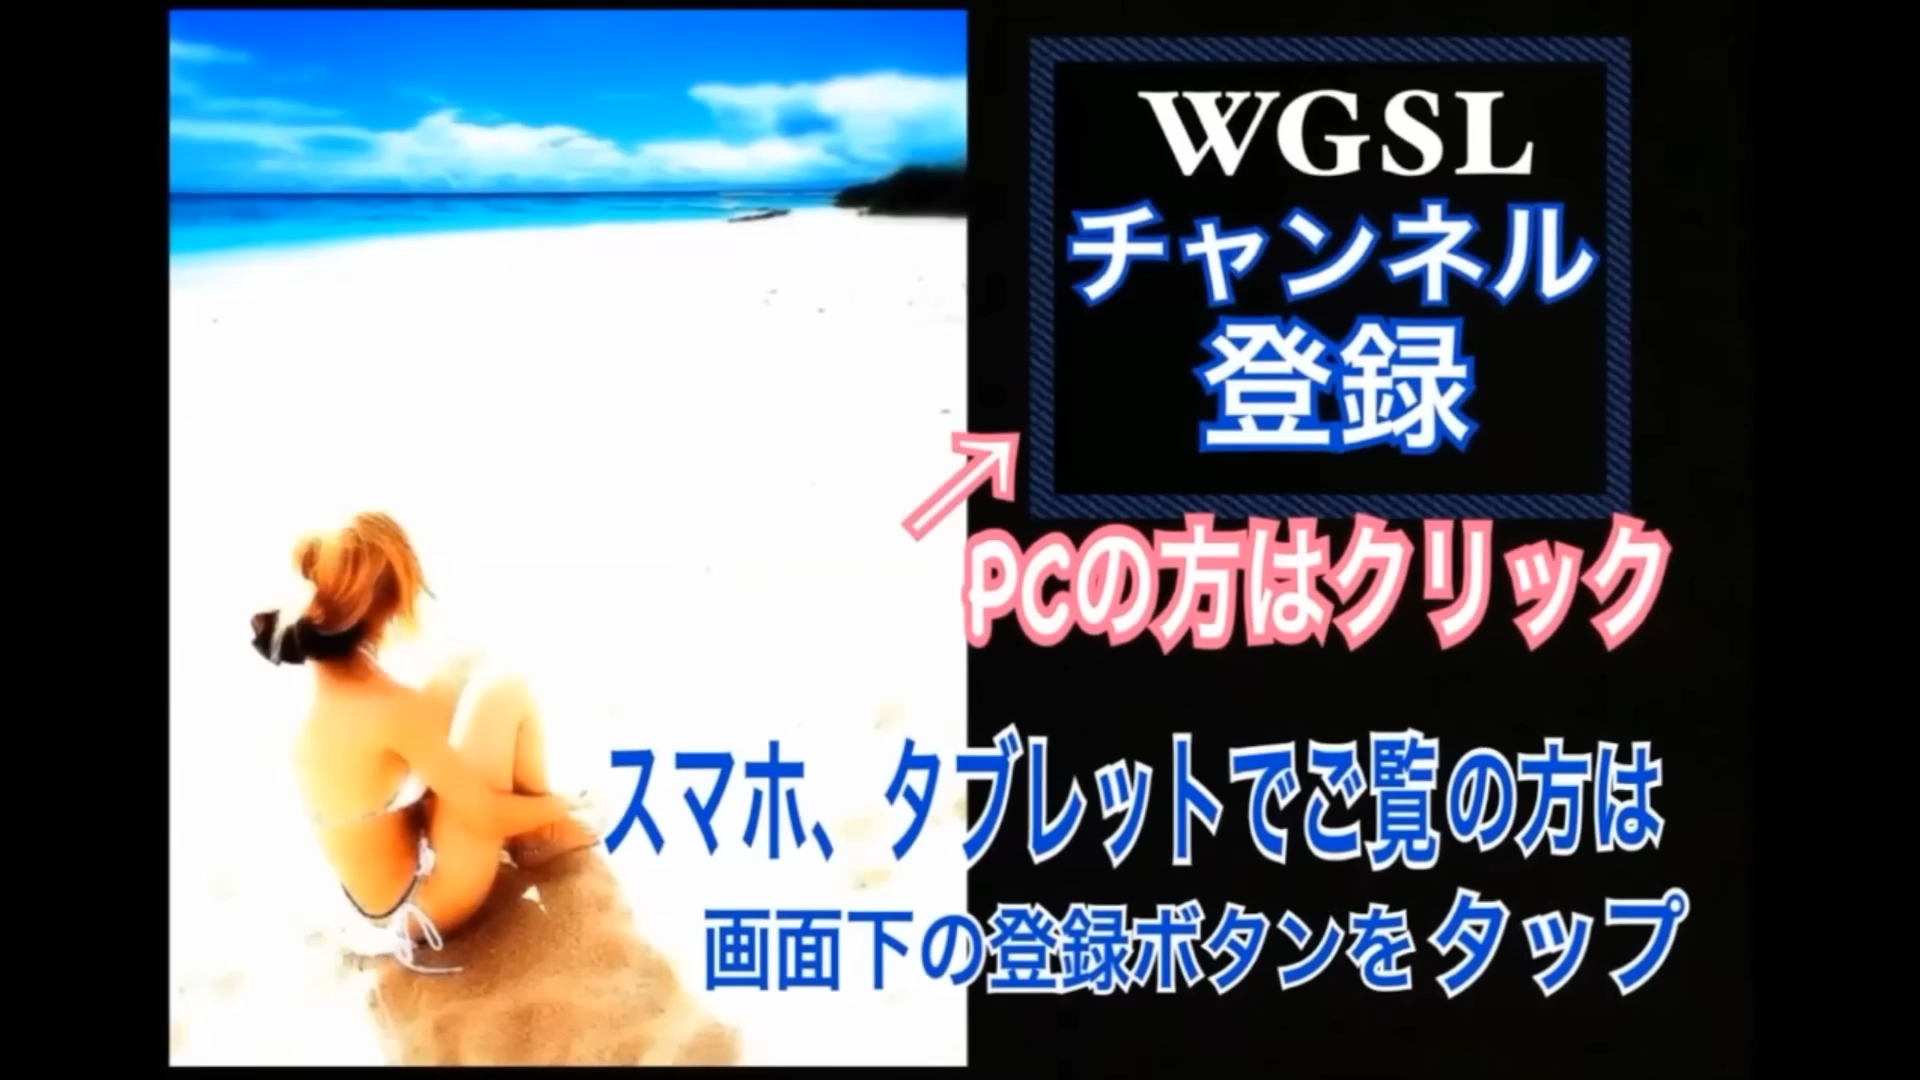 WGSL
チャンネル
登録
PCの方はクリック
スマホ、タブレットでご覧の方は
画面下の登録ボタンをタップ